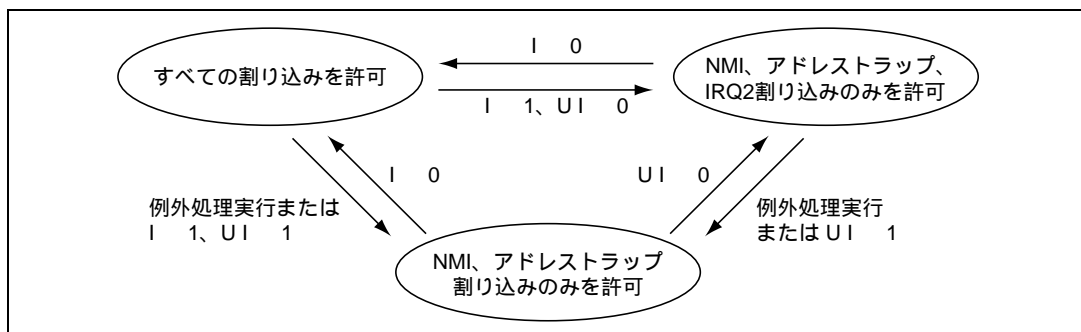 I 0
すべての割り込みを許可
NMI、アドレストラップ、
IRQ2割り込みのみを許可
I 1、UI 0
I 0
UI 0
例外処理実行または
I 1、UI 1
例外処理実行
または UI 1
NMI、アドレストラップ
割り込みのみを許可